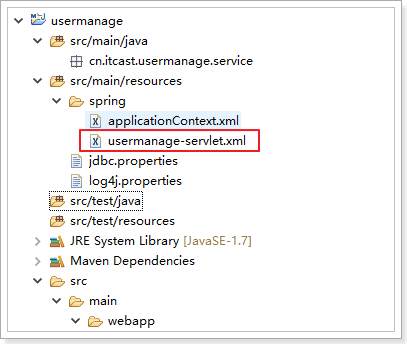 usermanage
src/main/java
cn.itcast.usermanage.service
src/main/resources
spring
applicationContext.xml
usermanage-servlet.xml
jdbc.properties
log4j.properties
src/test/java
src/test/resources
JRE System Library [JavaSE-1.7]
Maven Dependencies
src
main
webapp